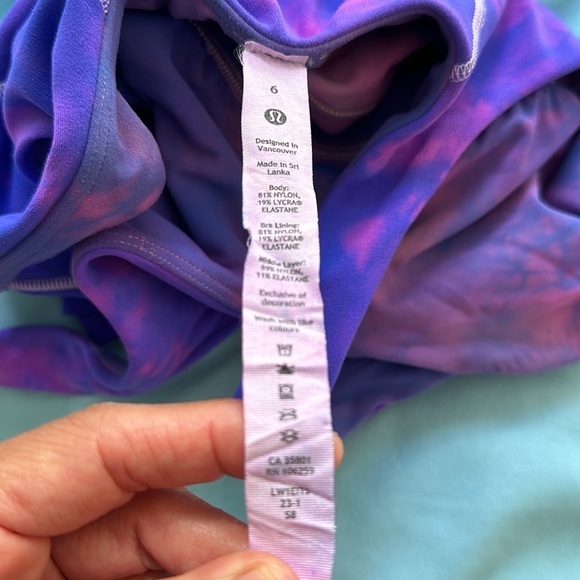 6
Designed in
Vancouver
Made in Sri
Lanka
Body:
81% NYLON,
19% LYCRA®
ELASTANE
Bra Lining:
81% NYLON,
19% LYCRA®
ELASTANE
Middle Layer:
89% NYLON,
11% ELASTANE
Exclusive of
decoration
Wash with like
colours
CA 35801
RN 106259
23-1
S8